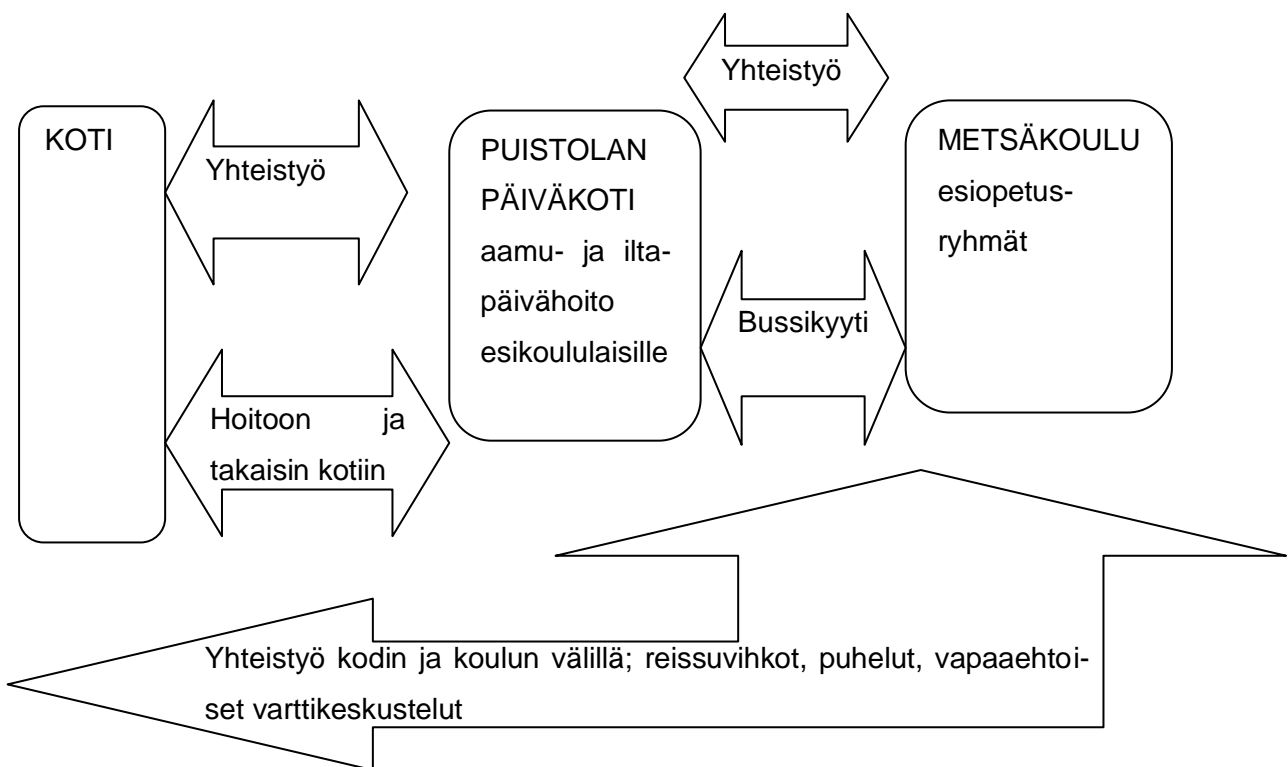 KOTI
Yhteistyö
Hoitoon ja
takaisin kotiin
PUISTOLAN
PÄIVÄKOTI
aamu- ja ilta-
päivähoito
esikoululaisille
Yhteistyö
Bussikyyti
METSÄKOULU
esiopetus-
ryhmät
Yhteistyö kodin ja koulun välillä; reissuvihkot, puhelut, vapaaehtoi-
set varttikeskustelut